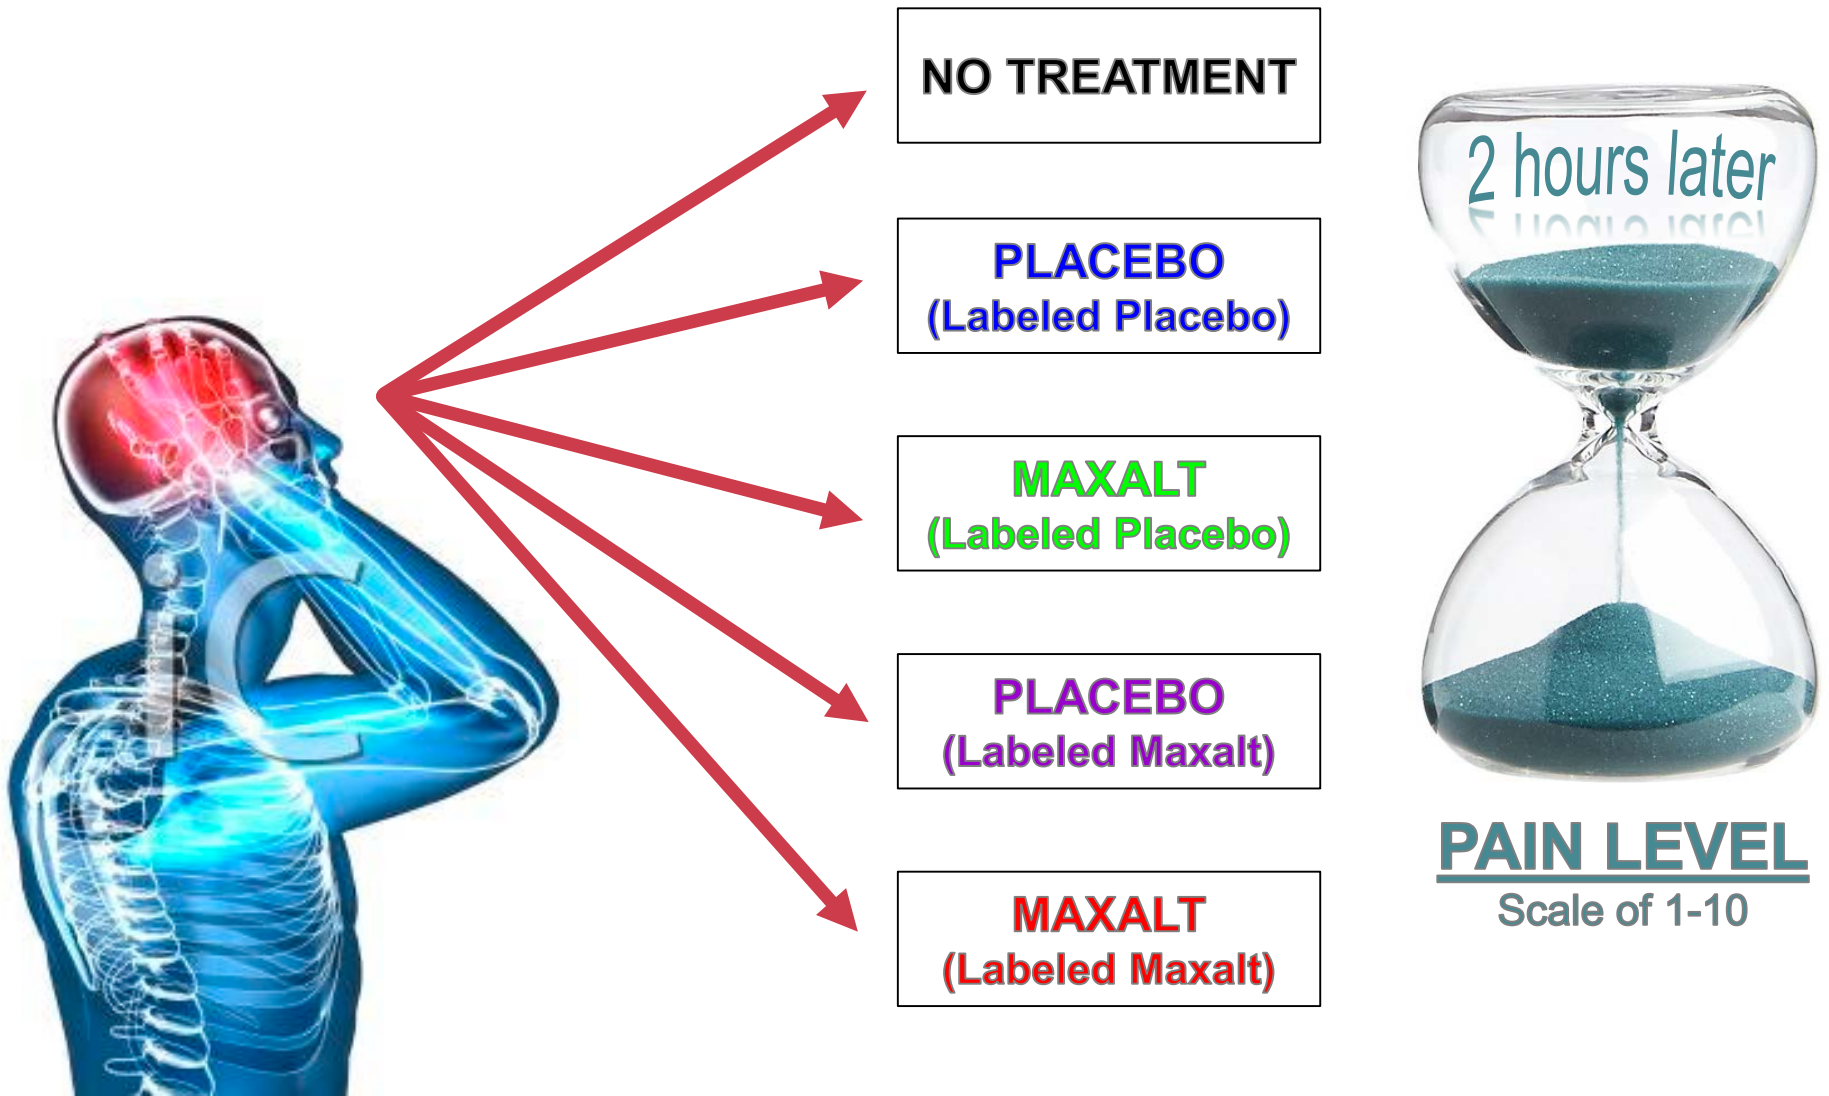 NO TREATMENT
PLACEBO
(Labeled Placebo)
MAXALT
(Labeled Placebo)
PLACEBO
(Labeled Maxalt)
MAXALT
(Labeled Maxalt)
2 hours later
PAIN LEVEL
Scale of 1-10